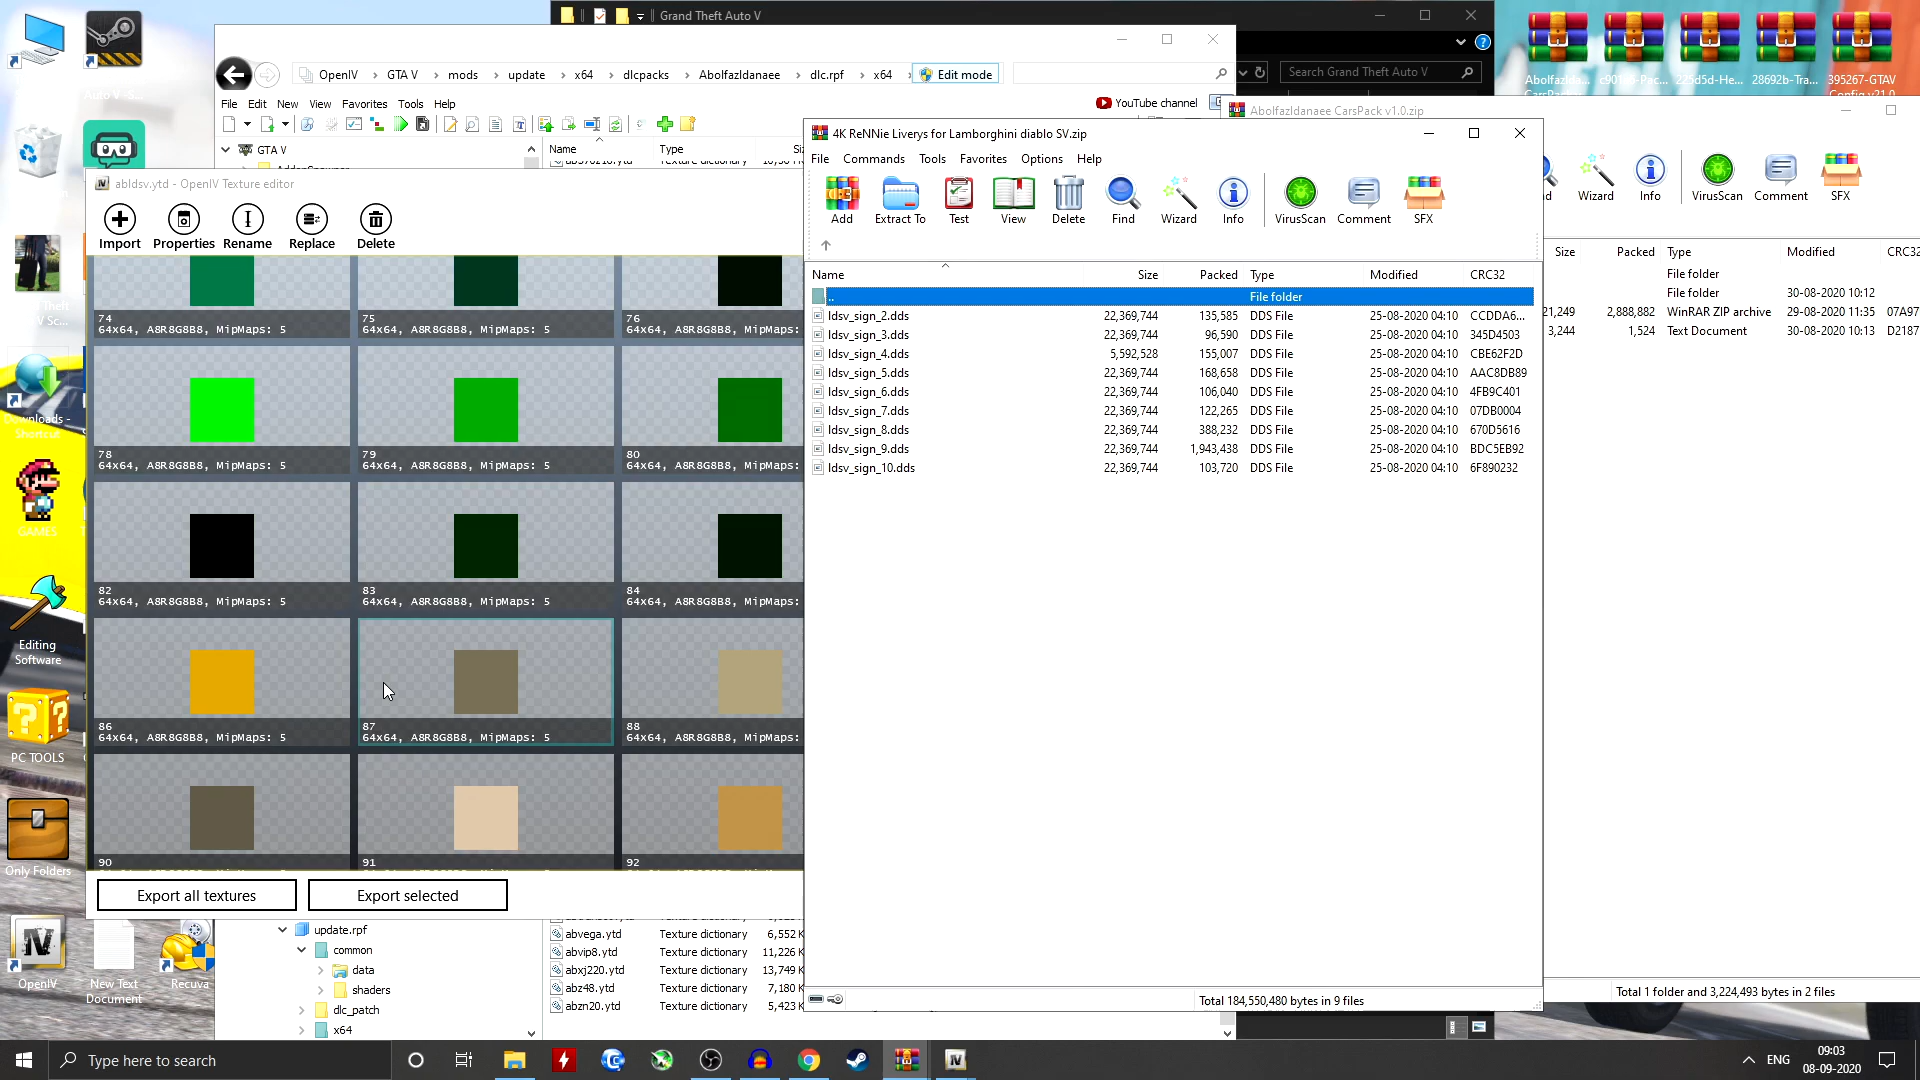 Grand Theft Auto V
OpenIV
GTA V
mods
update
x64
dlcpacks
AbolfazIdanaee
dlc.rpf
x64
Edit mode
Search Grand Theft Auto V
File Edit New View Favorites Tools Help
YouTube channel
GTA V
Name Type
AbolfazIdanaee CarsPack v1.0.zip
28692b-Tra...
395267-GTAV
abldsv.ytd - OpenIV Texture editor
Import
Properties
Rename
Replace
Delete
74
64x64, A8R8G8B8, MipMaps: 5
75
64x64, A8R8G8B8, MipMaps: 5
76
64x64, A8R8G8B8, MipMaps:
78
64x64, A8R8G8B8, MipMaps: 5
79
64x64, A8R8G8B8, MipMaps: 5
80
64x64, A8R8G8B8, MipMaps:
82
64x64, A8R8G8B8, MipMaps: 5
83
64x64, A8R8G8B8, MipMaps: 5
84
64x64, A8R8G8B8, MipMaps:
86
64x64, A8R8G8B8, MipMaps: 5
87
64x64, A8R8G8B8, MipMaps: 5
88
64x64, A8R8G8B8, MipMaps:
90
91
92
Export all textures
Export selected
4K ReNNie Liverys for Lamborghini diablo SV.zip
File Commands Tools Favorites Options Help
Add
Extract To
Test
View
Delete
Find
Wizard
Info
VirusScan
Comment
SFX
Name Size Packed Type Modified CRC32
.. File folder
ldsv_sign_2.dds 22,369,744 135,585 DDS File 25-08-2020 04:10 CCDDA6...
ldsv_sign_3.dds 22,369,744 96,590 DDS File 25-08-2020 04:10 345D4503
ldsv_sign_4.dds 5,592,528 155,007 DDS File 25-08-2020 04:10 CBE62F2D
ldsv_sign_5.dds 22,369,744 168,658 DDS File 25-08-2020 04:10 AAC8DB89
ldsv_sign_6.dds 22,369,744 106,040 DDS File 25-08-2020 04:10 4FB9C401
ldsv_sign_7.dds 22,369,744 122,265 DDS File 25-08-2020 04:10 07DB0004
ldsv_sign_8.dds 22,369,744 388,232 DDS File 25-08-2020 04:10 670D5616
ldsv_sign_9.dds 22,369,744 1,943,438 DDS File 25-08-2020 04:10 BDC5EB92
ldsv_sign_10.dds 22,369,744 103,720 DDS File 25-08-2020 04:10 6F890232
Total 184,550,480 bytes in 9 files
Wizard
Info
VirusScan
Comment
SFX
Size Packed Type Modified CRC32
File folder
File folder 30-08-2020 10:12
2,888,882 WinRAR ZIP archive 29-08-2020 11:35 07A97
3,244 1,524 Text Document 30-08-2020 10:13 D2187
Total 1 folder and 3,224,493 bytes in 2 files
update.rpf
common
data
shaders
dlc_patch
x64
abvega.ytd Texture dictionary 6,552 K
abvip8.ytd Texture dictionary 11,226 K
abxj220.ytd Texture dictionary 13,749 K
abz48.ytd Texture dictionary 7,180 K
abzn20.ytd Texture dictionary 5,423 K
Downloads -
Shortcut
GAMES
Editing
Software
PC TOOLS
Only Folders
OpenIV
New Text
Document
Recuva
Type here to search
ENG
09:03
08-09-2020